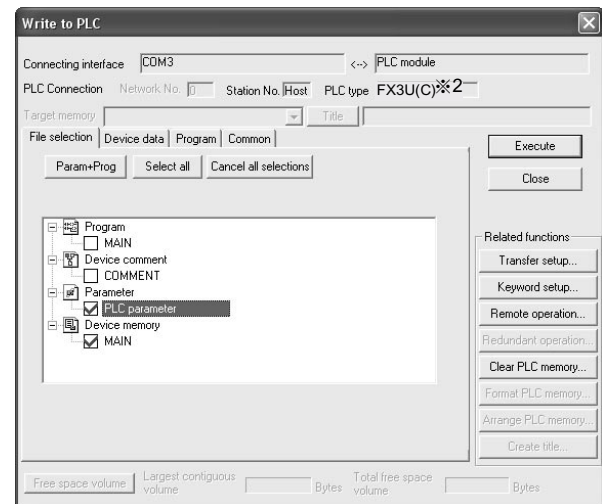 Write to PLC
Connecting interface COM3 <--> PLC module
PLC Connection Network No. 0 Station No. Host PLC type FX3U(C)※2
Target memory Title
File selection Device data Program Common
Execute
Param+Prog Select all Cancel all selections
Close
Program
MAIN
Device comment
COMMENT
Parameter
PLC parameter
Device memory
MAIN
Related functions
Transfer setup...
Keyword setup...
Remote operation...
Redundant operation...
Clear PLC memory...
Format PLC memory...
Arrange PLC memory...
Create title...
Free space volume Largest contiguous volume Bytes Total free space volume Bytes